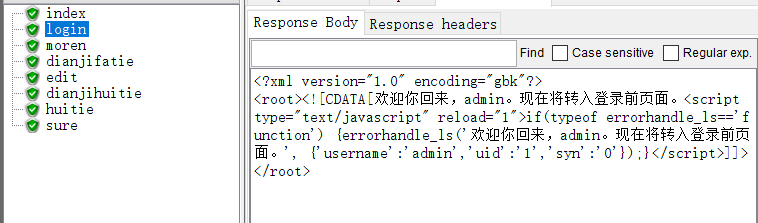 index
login
moren
dianjifatie
edit
dianjihuitie
huitie
sure
Response Body
Response headers
Find
Case sensitive
Regular exp.
<?xml version="1.0" encoding="gbk"?>
<root><![CDATA[欢迎你回来，admin。现在将转入登录前页面。<script
type="text/javascript" reload="1">if(typeof errorhandle_ls=='f
unction') {errorhandle_ls('欢迎你回来，admin。现在将转入登录前页
面。', {'username':'admin','uid':'1','syn':'0'});}</script>]]>
</root>